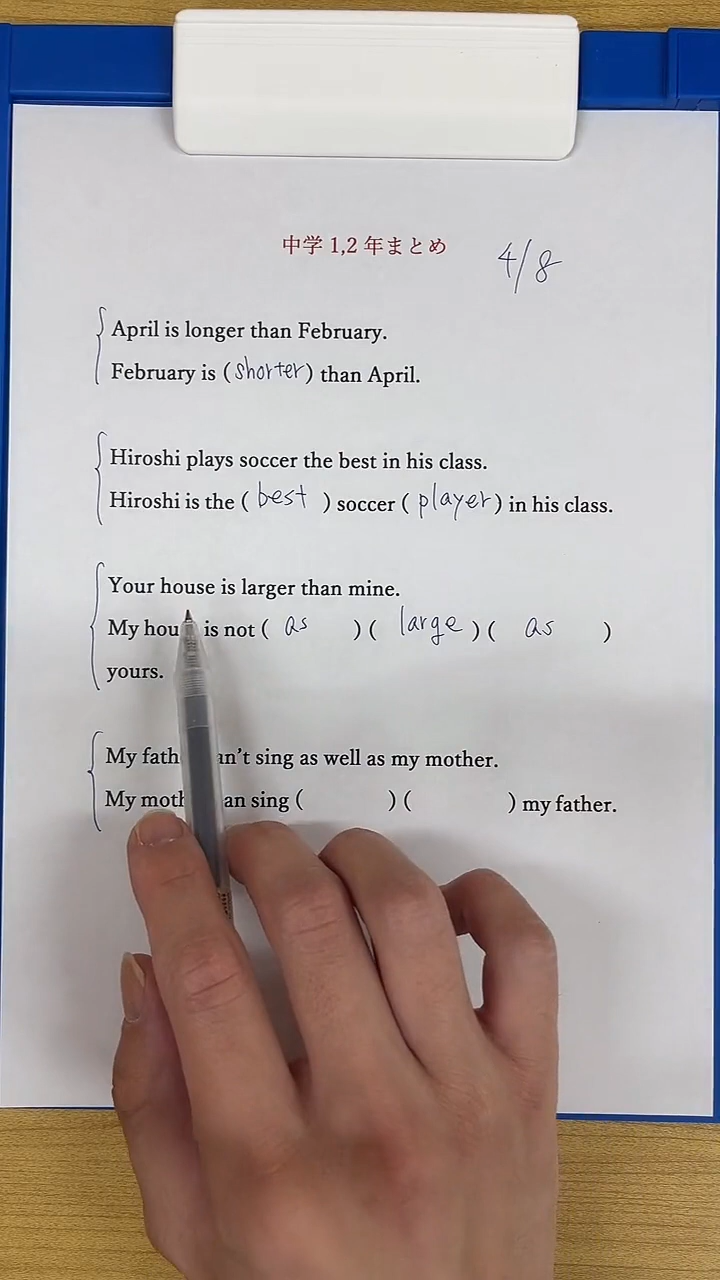 中学1,2年まとめ 4/8
April is longer than February.
February is (shorter) than April.
Hiroshi plays soccer the best in his class.
Hiroshi is the (best) soccer (player) in his class.
Your house is larger than mine.
My hou is not (as)(large)(as)
yours.
My fath an't sing as well as my mother.
My moth an sing ( )( ) my father.